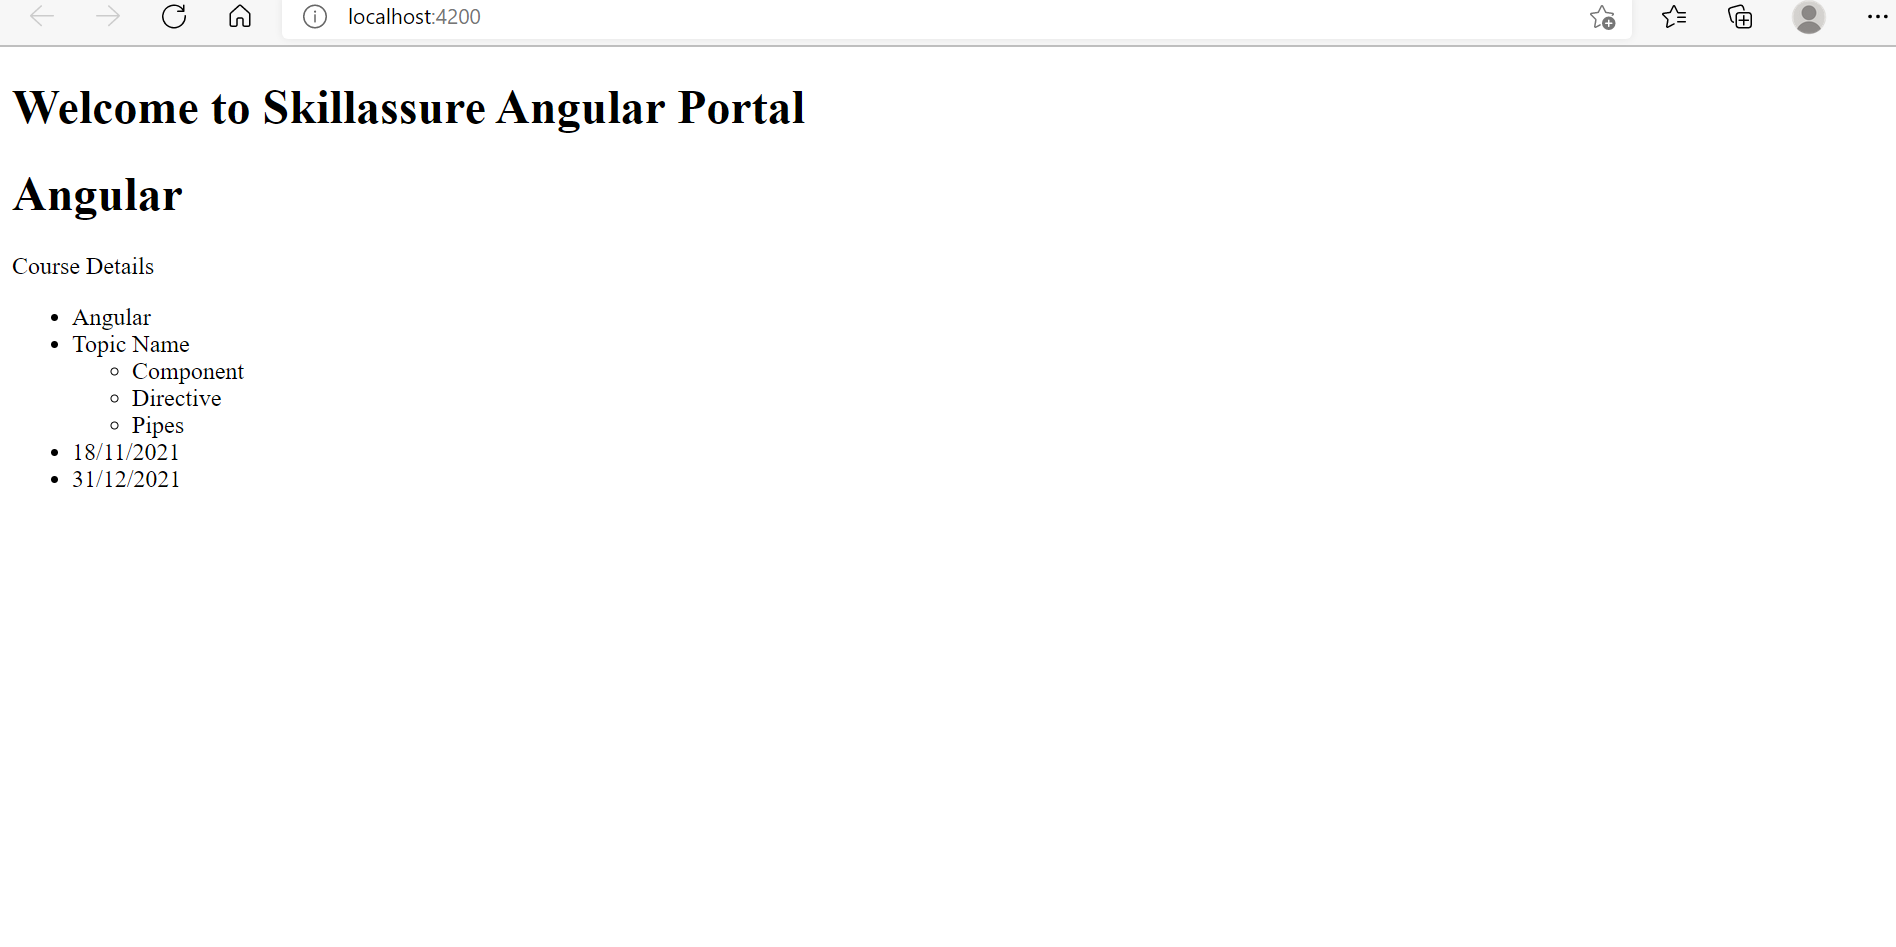 localhost:4200
Welcome to Skillassure Angular Portal
Angular
Course Details
Angular
Topic Name
Component
Directive
Pipes
18/11/2021
31/12/2021